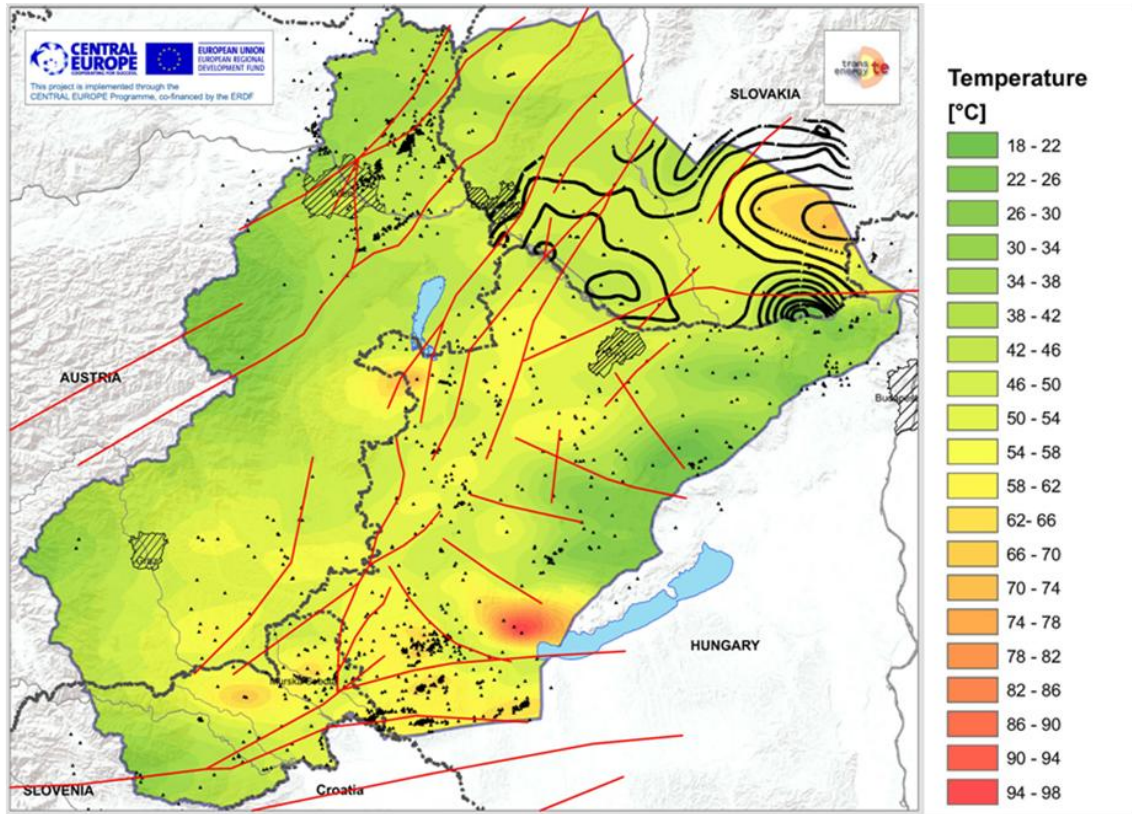 CENTRAL
EUROPE
COOPERATING FOR SUCCESS.
EUROPEAN UNION
EUROPEAN REGIONAL
DEVELOPMENT FUND
This project is implemented through the
CENTRAL EUROPE Programme, co-financed by the ERDF
trans
energy
SLOVAKIA
AUSTRIA
HUNGARY
SLOVENIA
Croatia
Temperature
[°C]
18 - 22
22 - 26
26 - 30
30 - 34
34 - 38
38 - 42
42 - 46
46 - 50
50 - 54
54 - 58
58 - 62
62 - 66
66 - 70
70 - 74
74 - 78
78 - 82
82 - 86
86 - 90
90 - 94
94 - 98